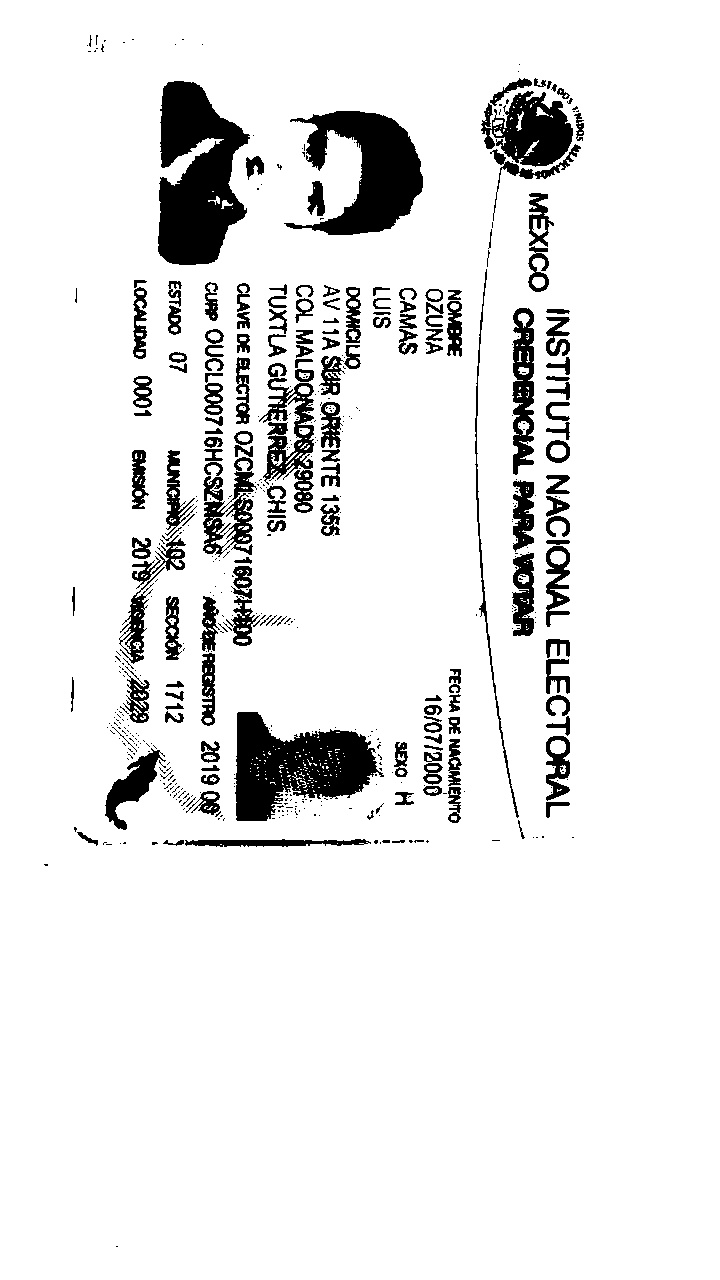 ESTADOS UNIDOS MEXICANOS
MÉXICO
INSTITUTO NACIONAL ELECTORAL
CREDENCIAL PARA VOTAR
NOMBRE
OZUNA
CAMAS
LUIS
FECHA DE NACIMIENTO
16/07/2000
SEXO H
DOMICILIO
AV 11A SUR ORIENTE 1355
COL MALDONADO 29080
TUXTLA GUTIERREZ, CHIS.
CLAVE DE ELECTOR OZCMLS00071607H800
CURP OUCL000716HCSZMSA6 AÑO DE REGISTRO 2019 00
ESTADO 07 MUNICIPIO 102 SECCIÓN 1712
LOCALIDAD 0001 EMISIÓN 2019 VIGENCIA 2029